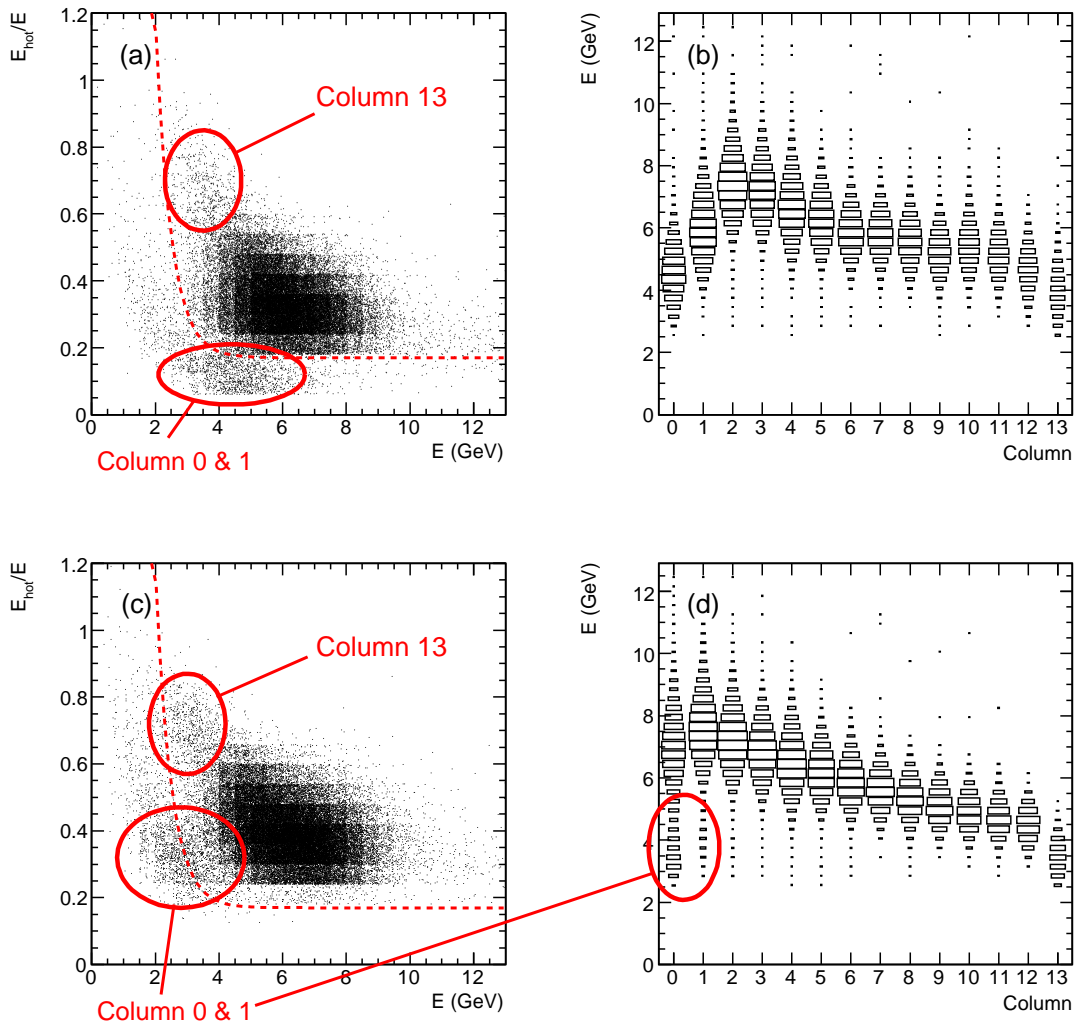 E_hot/E
1.2
1
0.8
0.6
0.4
0.2
0
(a)
Column 13
Column 0 & 1
0 2 4 6 8 10 12
E (GeV)
E (GeV)
12
10
8
6
4
2
0
(b)
0 1 2 3 4 5 6 7 8 9 10 11 12 13
Column
E_hot/E
1.2
1
0.8
0.6
0.4
0.2
0
(c)
Column 13
0 2 4 6 8 10 12
E (GeV)
Column 0 & 1
E (GeV)
12
10
8
6
4
2
0
(d)
0 1 2 3 4 5 6 7 8 9 10 11 12 13
Column